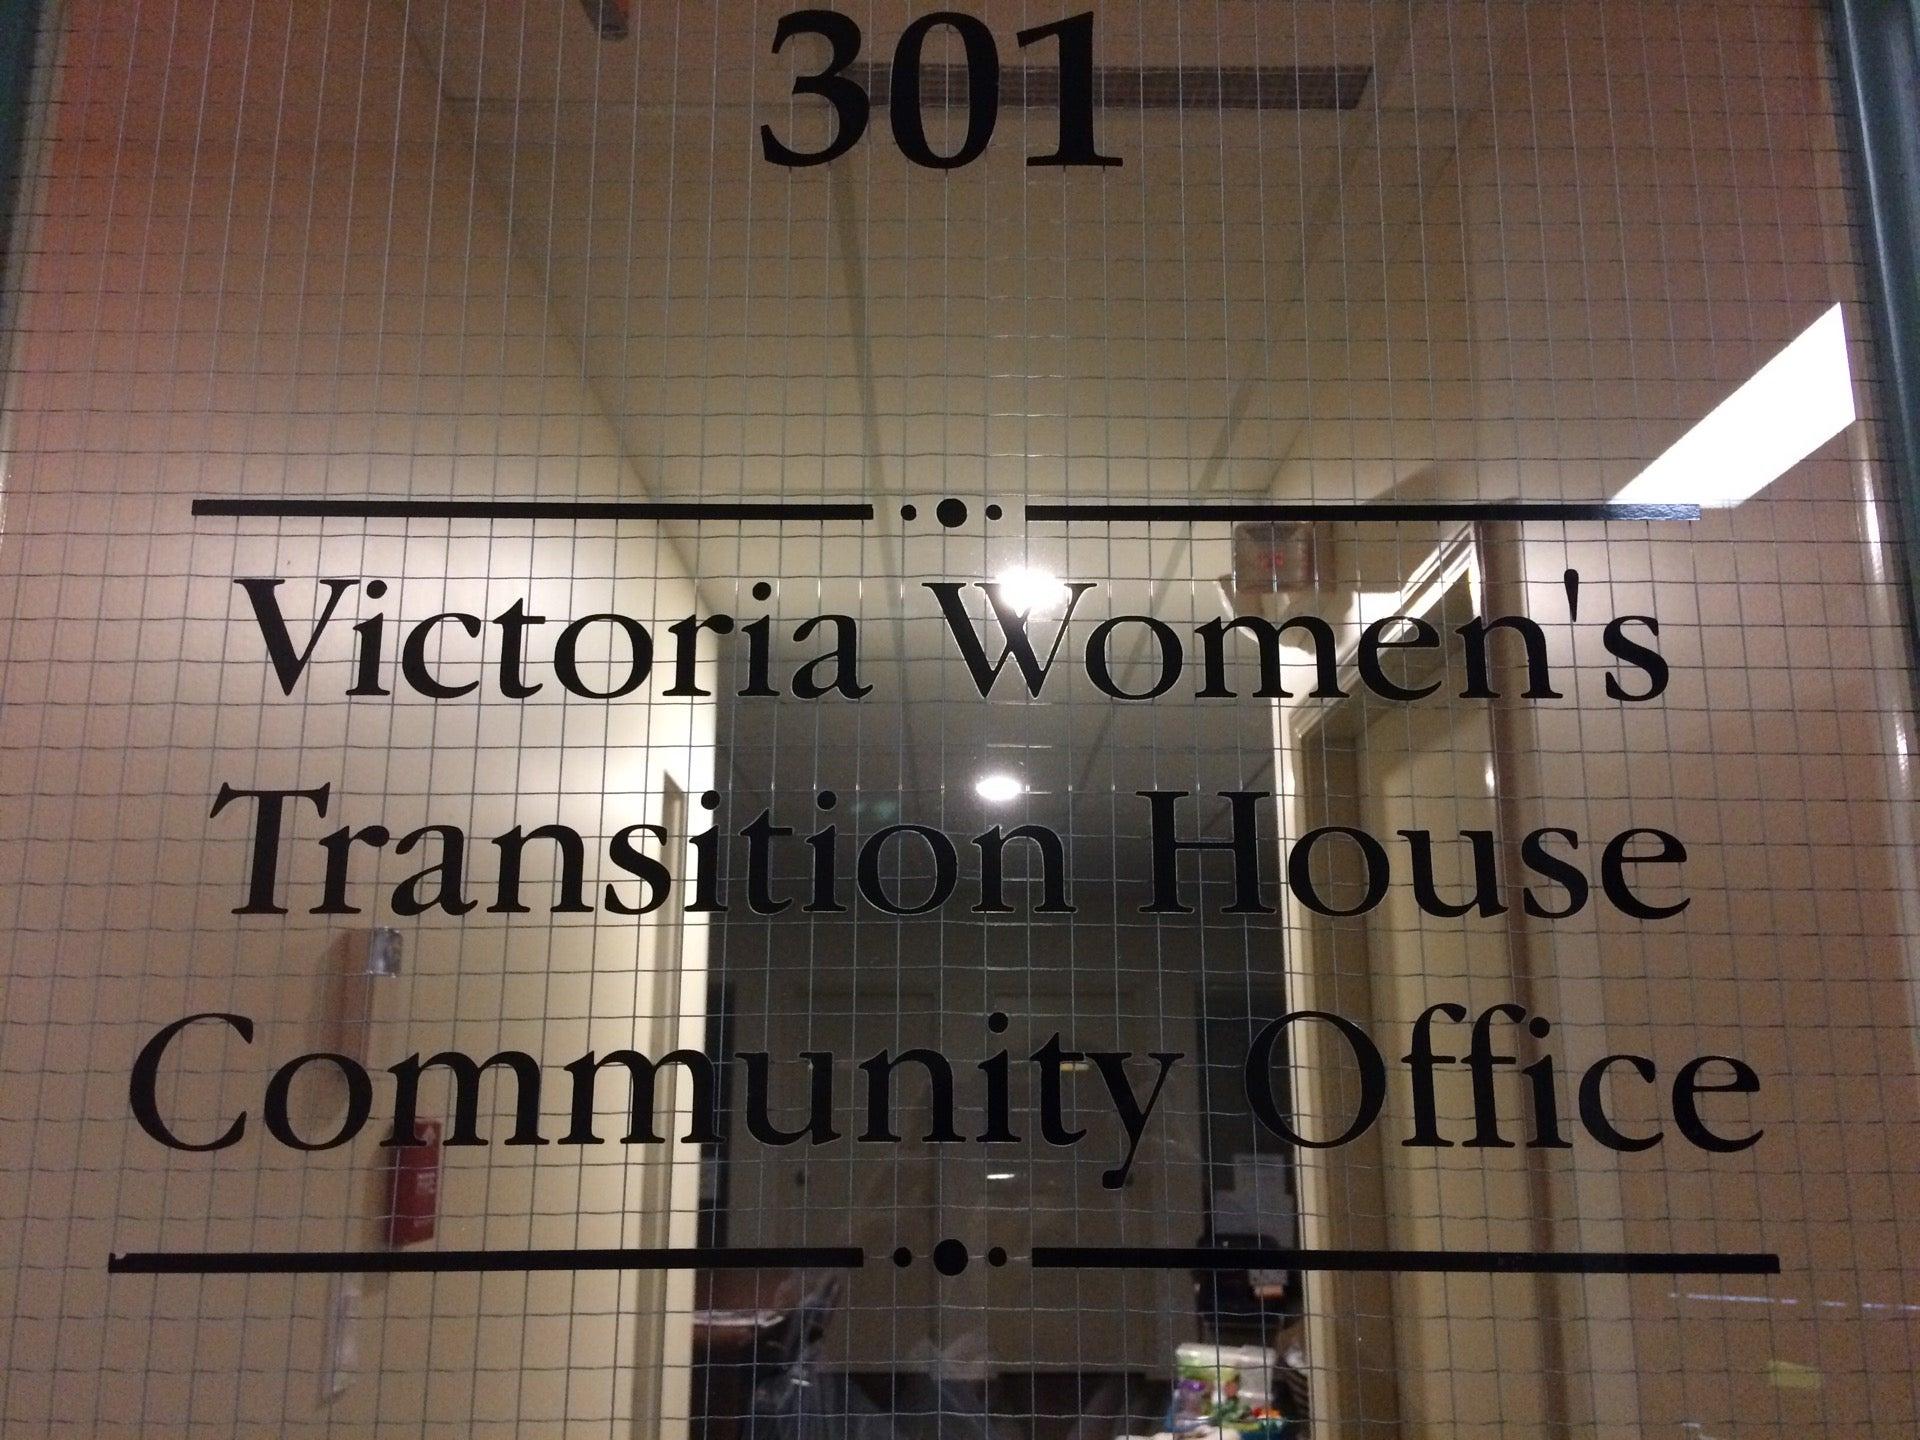 301
Victoria Women's
Transition House
Community Office